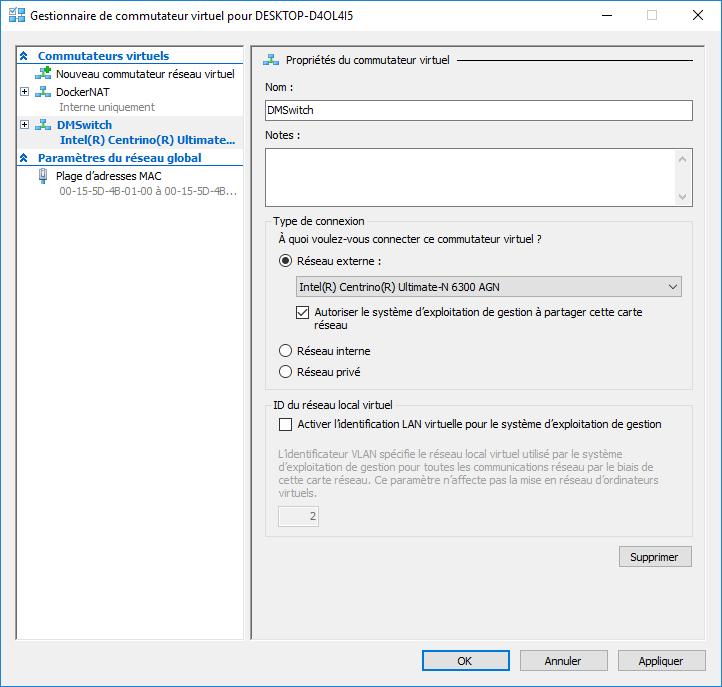 Gestionnaire de commutateur virtuel pour DESKTOP-D4OL4I5
Commutateurs virtuels
Nouveau commutateur réseau virtuel
DockerNAT
Interne uniquement
DMSwitch
Intel(R) Centrino(R) Ultimate...
Paramètres du réseau global
Plage d'adresses MAC
00-15-5D-4B-01-00 à 00-15-5D-4B...
Propriétés du commutateur virtuel
Nom :
DMSwitch
Notes :
Type de connexion
À quoi voulez-vous connecter ce commutateur virtuel ?
Réseau externe :
Intel(R) Centrino(R) Ultimate-N 6300 AGN
Autoriser le système d'exploitation de gestion à partager cette carte
réseau
Réseau interne
Réseau privé
ID du réseau local virtuel
Activer l'identification LAN virtuelle pour le système d'exploitation de gestion
L'identificateur VLAN spécifie le réseau local virtuel utilisé par le système
d'exploitation de gestion pour toutes les communications réseau par le biais de
cette carte réseau. Ce paramètre n'affecte pas la mise en réseau d'ordinateurs
virtuels.
2
Supprimer
OK
Annuler
Appliquer